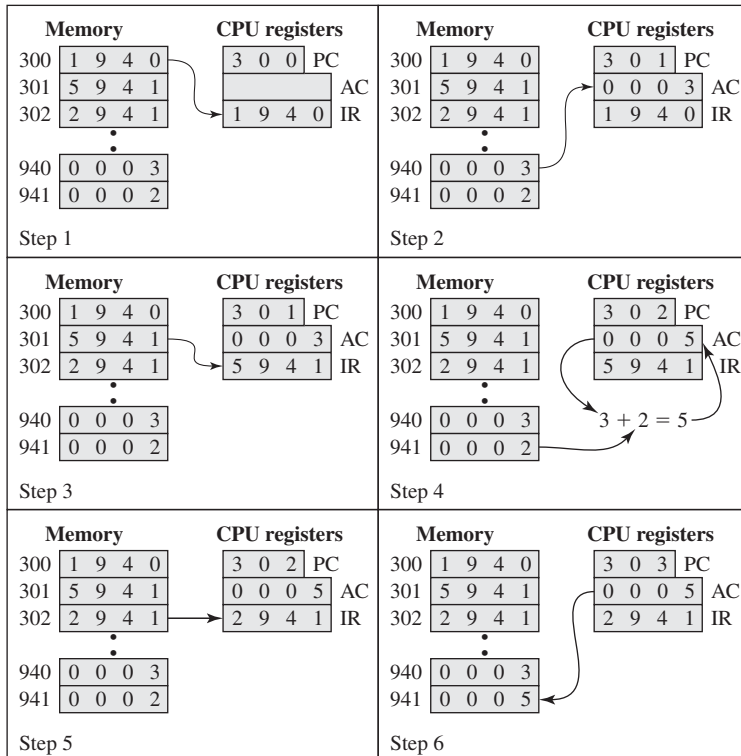 Memory CPU registers
300 1 9 4 0 3 0 0 PC
301 5 9 4 1 AC
302 2 9 4 1 1 9 4 0 IR
940 0 0 0 3
941 0 0 0 2
Step 1
Memory CPU registers
300 1 9 4 0 3 0 1 PC
301 5 9 4 1 0 0 0 3 AC
302 2 9 4 1 1 9 4 0 IR
940 0 0 0 3
941 0 0 0 2
Step 2
Memory CPU registers
300 1 9 4 0 3 0 1 PC
301 5 9 4 1 0 0 0 3 AC
302 2 9 4 1 5 9 4 1 IR
940 0 0 0 3
941 0 0 0 2
Step 3
Memory CPU registers
300 1 9 4 0 3 0 2 PC
301 5 9 4 1 0 0 0 5 AC
302 2 9 4 1 5 9 4 1 IR
940 0 0 0 3 3 + 2 = 5
941 0 0 0 2
Step 4
Memory CPU registers
300 1 9 4 0 3 0 2 PC
301 5 9 4 1 0 0 0 5 AC
302 2 9 4 1 2 9 4 1 IR
940 0 0 0 3
941 0 0 0 2
Step 5
Memory CPU registers
300 1 9 4 0 3 0 3 PC
301 5 9 4 1 0 0 0 5 AC
302 2 9 4 1 2 9 4 1 IR
940 0 0 0 3
941 0 0 0 5
Step 6